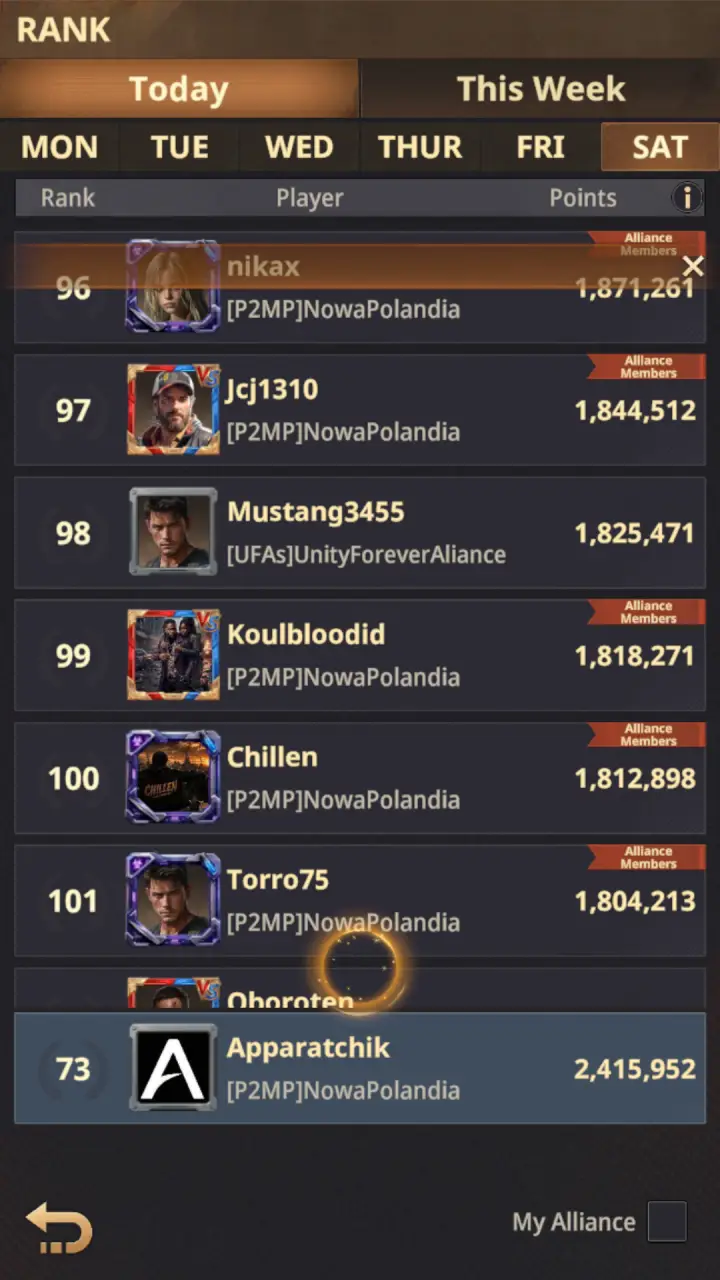 RANK
Today
This Week
MON
TUE
WED
THUR
FRI
SAT
Rank
Player
Points
i
Alliance
Members
96
nikax
[P2MP]NowaPolandia
1,871,261
Alliance
Members
97
Jcj1310
[P2MP]NowaPolandia
1,844,512
98
Mustang3455
[UFAs]UnityForeverAliance
1,825,471
Alliance
Members
99
Koulbloodid
[P2MP]NowaPolandia
1,818,271
Alliance
Members
100
CHILLEN
Chillen
[P2MP]NowaPolandia
1,812,898
Alliance
Members
101
Torro75
[P2MP]NowaPolandia
1,804,213
VS
Oboroten
73
A
Apparatchik
[P2MP]NowaPolandia
2,415,952
My Alliance